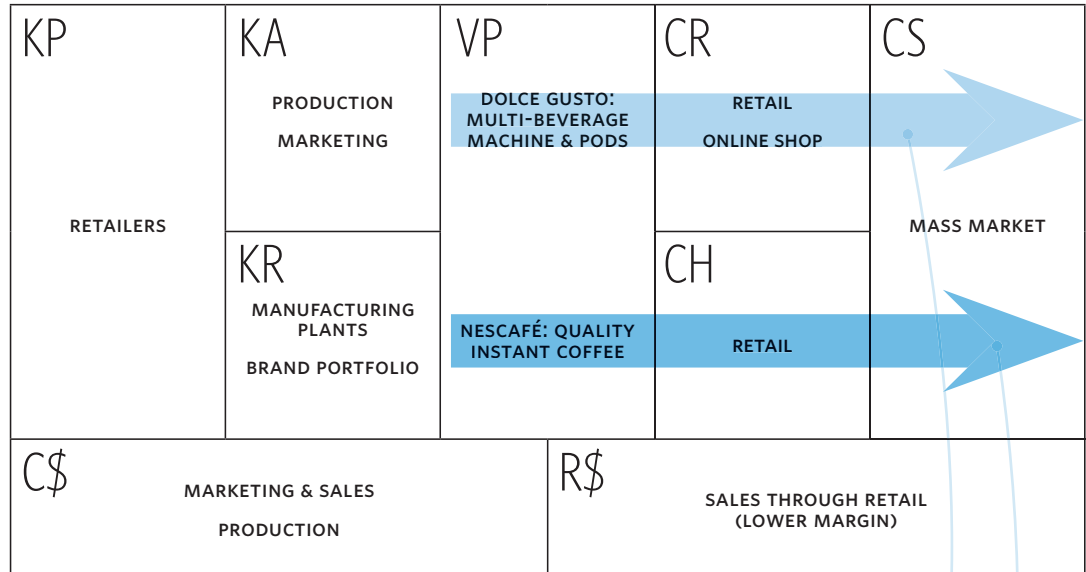 KP
RETAILERS
KA
PRODUCTION
MARKETING
KR
MANUFACTURING
PLANTS
BRAND PORTFOLIO
VP
DOLCE GUSTO:
MULTI-BEVERAGE
MACHINE & PODS
NESCAFÉ: QUALITY
INSTANT COFFEE
CR
RETAIL
ONLINE SHOP
CH
RETAIL
CS
MASS MARKET
C$
MARKETING & SALES
PRODUCTION
R$
SALES THROUGH RETAIL
(LOWER MARGIN)